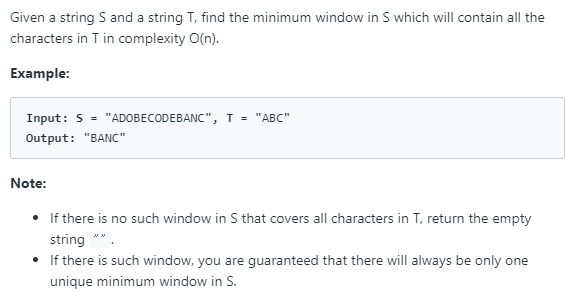 Given a string S and a string T, find the minimum window in S which will contain all the
characters in T in complexity O(n).
Example:
Input: S = "ADOBECODEBANC", T = "ABC"
Output: "BANC"
Note:
• If there is no such window in S that covers all characters in T, return the empty
string "" .
• If there is such window, you are guaranteed that there will always be only one
unique minimum window in S.